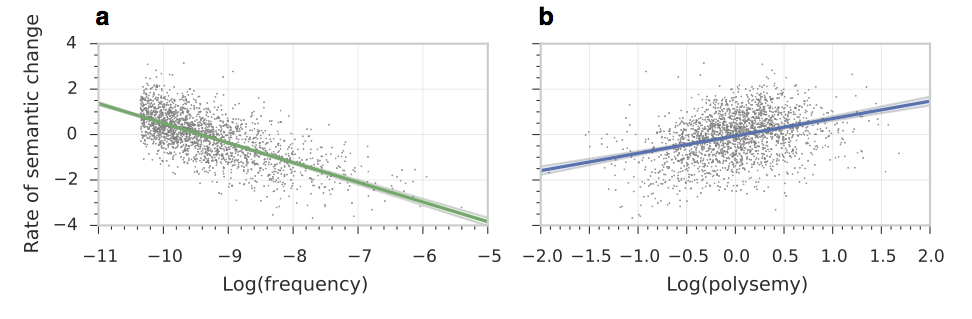 a
b
Rate of semantic change
4
2
0
−2
−4
−11 −10 −9 −8 −7 −6 −5
Log(frequency)
−2.0 −1.5 −1.0 −0.5 0.0 0.5 1.0 1.5 2.0
Log(polysemy)